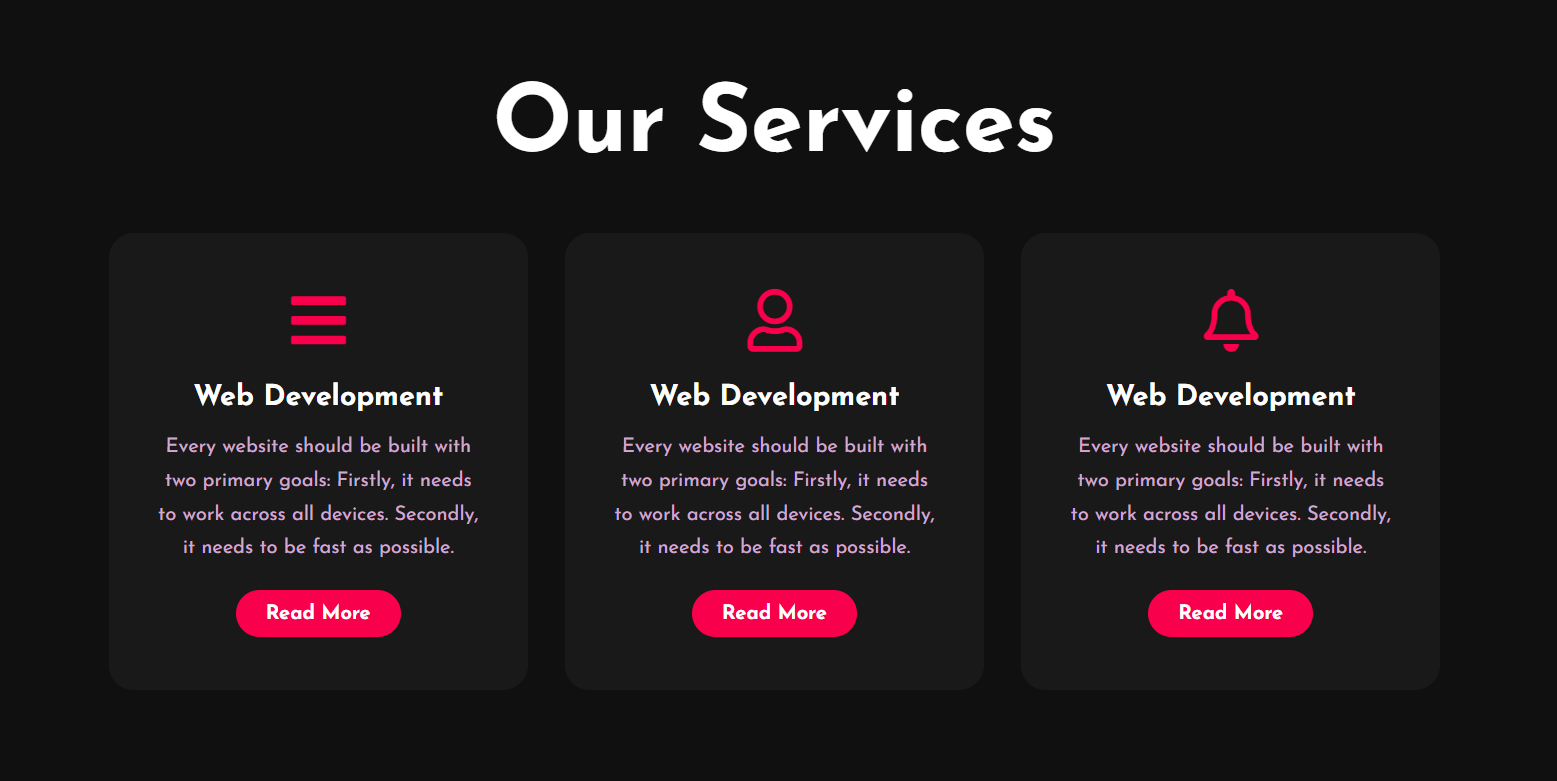 Our Services
Web Development
Every website should be built with
two primary goals: Firstly, it needs
to work across all devices. Secondly,
it needs to be fast as possible.
Read More
Web Development
Every website should be built with
two primary goals: Firstly, it needs
to work across all devices. Secondly,
it needs to be fast as possible.
Read More
Web Development
Every website should be built with
two primary goals: Firstly, it needs
to work across all devices. Secondly,
it needs to be fast as possible.
Read More